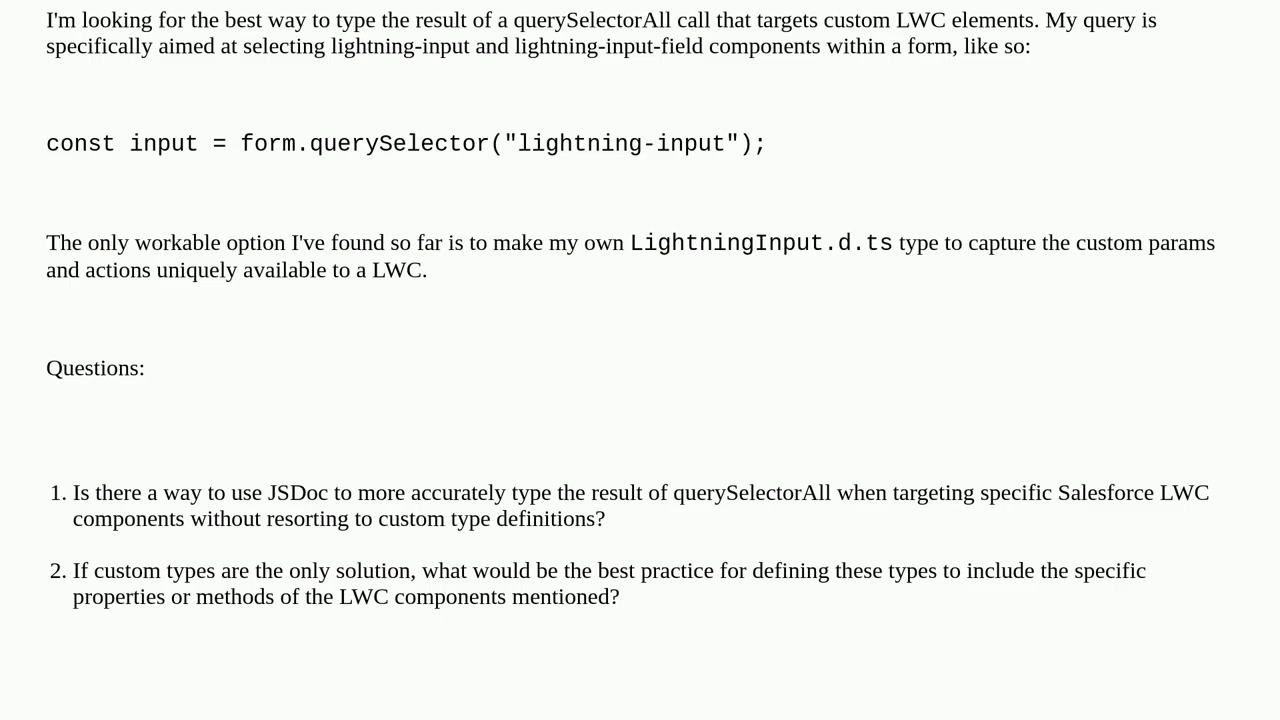 I'm looking for the best way to type the result of a querySelectorAll call that targets custom LWC elements. My query is
specifically aimed at selecting lightning-input and lightning-input-field components within a form, like so:
const input = form.querySelector("lightning-input");
The only workable option I've found so far is to make my own LightningInput.d.ts type to capture the custom params
and actions uniquely available to a LWC.
Questions:
1. Is there a way to use JSDoc to more accurately type the result of querySelectorAll when targeting specific Salesforce LWC
components without resorting to custom type definitions?
2. If custom types are the only solution, what would be the best practice for defining these types to include the specific
properties or methods of the LWC components mentioned?